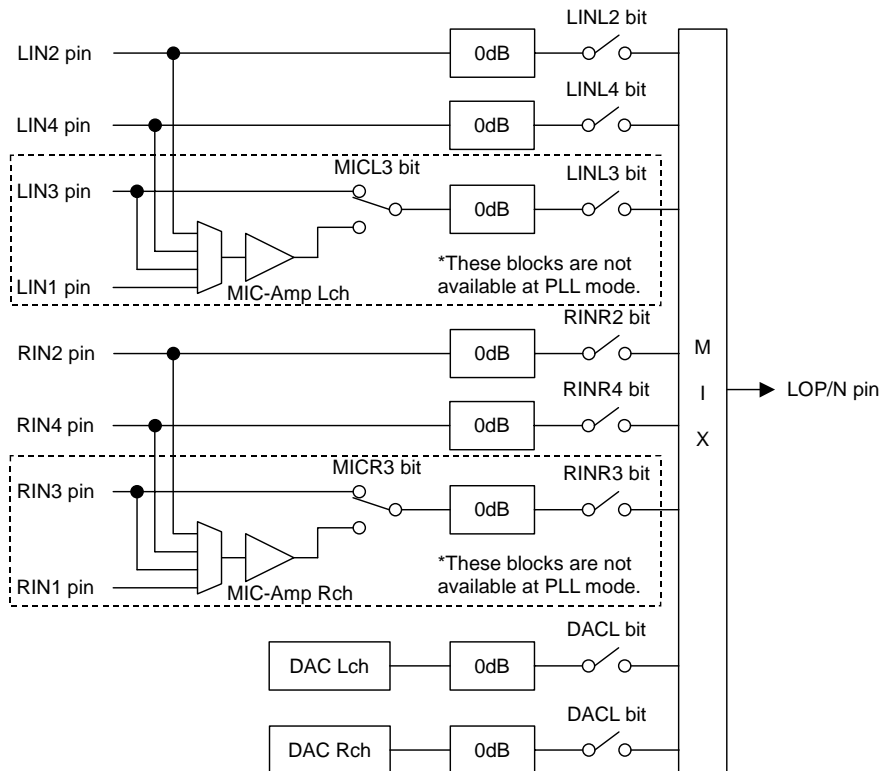 LINL2 bit
LIN2 pin
0dB
LINL4 bit
LIN4 pin
0dB
MICL3 bit
LINL3 bit
LIN3 pin
0dB
*These blocks are not
available at PLL mode.
LIN1 pin
MIC-Amp Lch
RINR2 bit
RIN2 pin
0dB
M
I
X
LOP/N pin
RINR4 bit
RIN4 pin
0dB
MICR3 bit
RINR3 bit
RIN3 pin
0dB
*These blocks are not
available at PLL mode.
RIN1 pin
MIC-Amp Rch
DACL bit
DAC Lch
0dB
DACL bit
DAC Rch
0dB